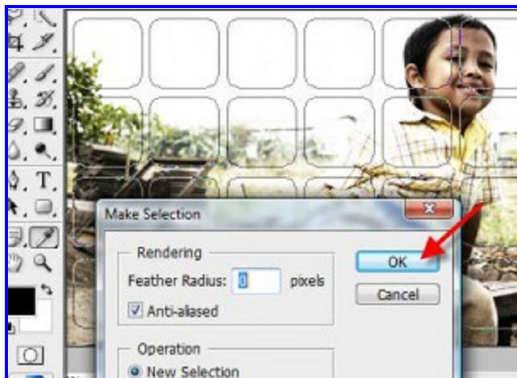 Make Selection
Rendering
Feather Radius: 0 pixels
Anti-aliased
OK
Cancel
Operation
New Selection